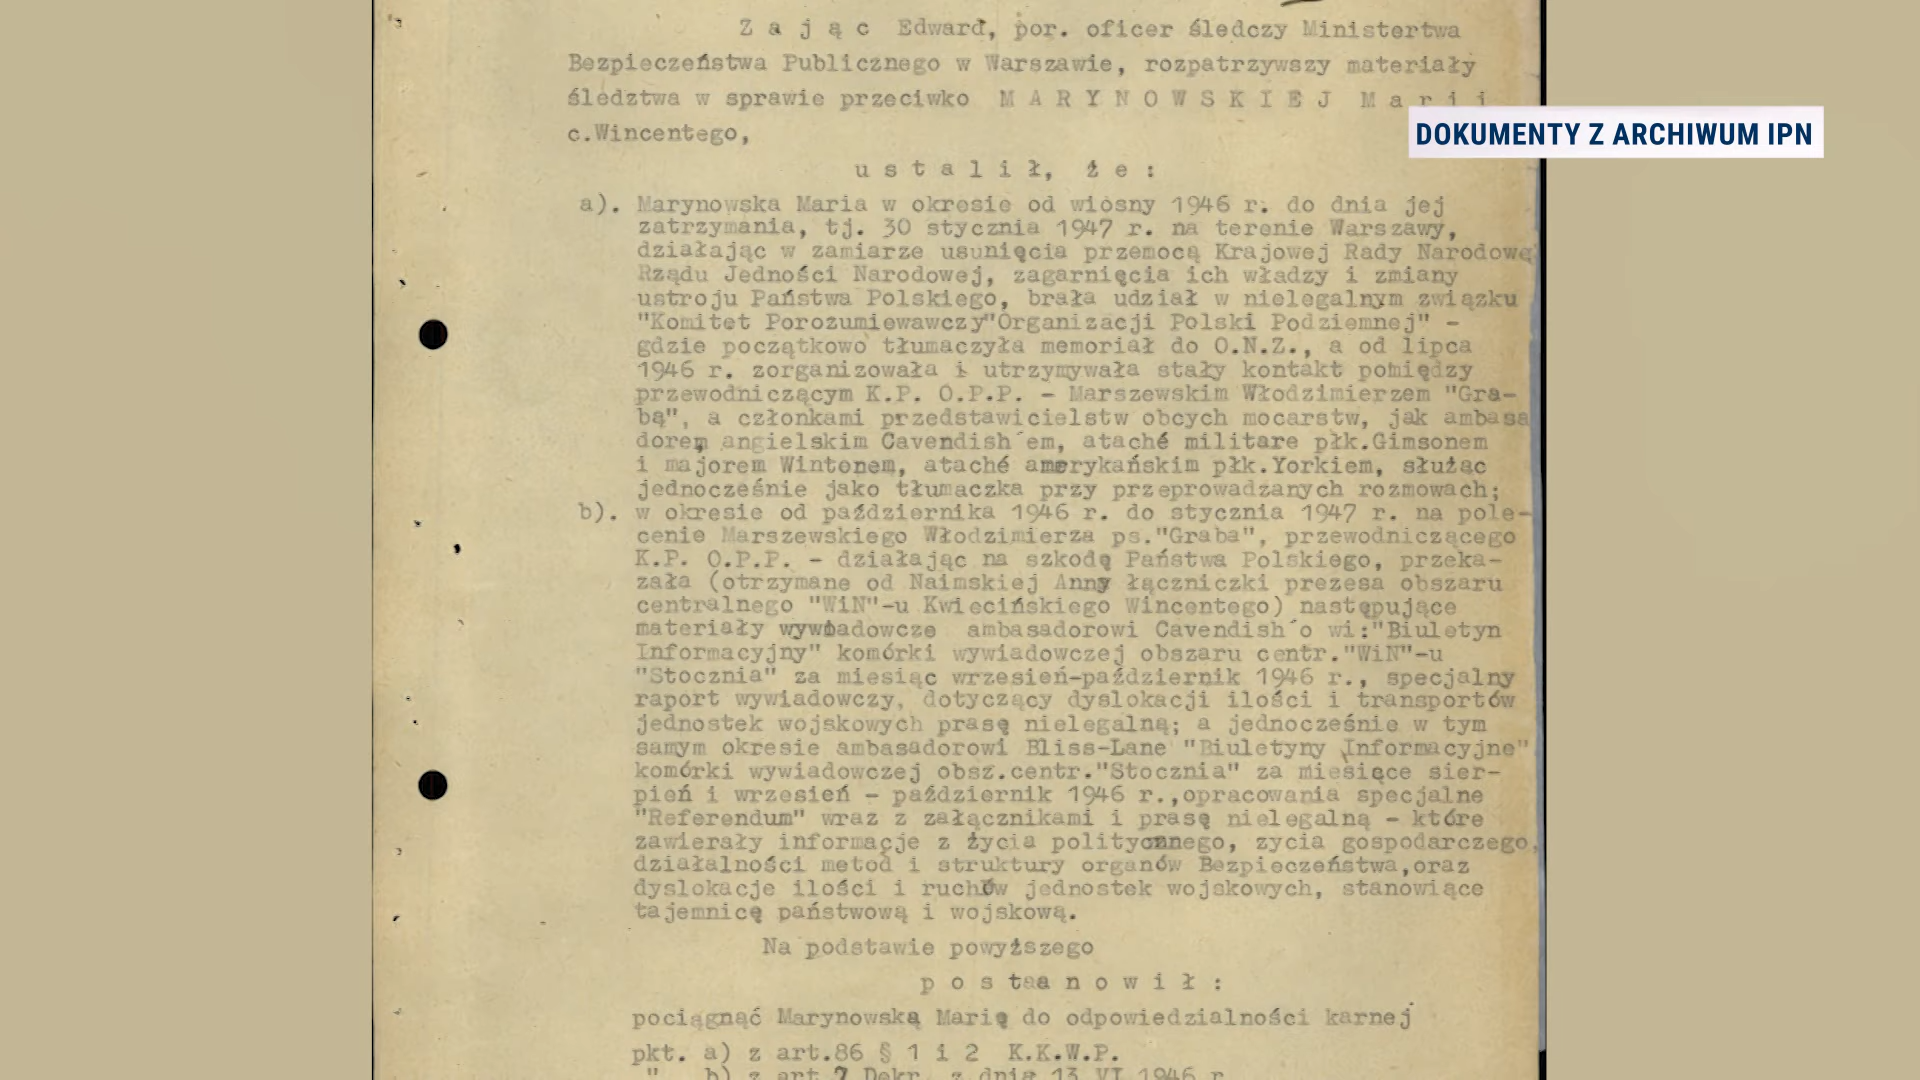 Z a j ą c Edward, por. oficer śledczy Ministertwa
Bezpieczeństwa Publicznego w Warszawie, rozpatrzywszy materiały
śledztwa w sprawie przeciwko M A R Y N O W S K I E J M a r i i
c.Wincentego,
DOKUMENTY Z ARCHIWUM IPN
u s t a l i ł, ż e :
a). Marynowska Maria w okresie od wiosny 1946 r. do dnia jej
zatrzymania, tj. 30 stycznia 1947 r. na terenie Warszawy,
działając w zamiarze usunięcia przemocą Krajowej Rady Narodowe
Rządu Jedności Narodowej, zagarnięcia ich władzy i zmiany
ustroju Państwa Polskiego, brała udział w nielegalnym związku
"Komitet Porozumiewawczy"Organizacji Polski Podziemnej" -
gdzie początkowo tłumaczyła memoriał do O.N.Z., a od lipca
1946 r. zorganizowała i utrzymywała stały kontakt pomiędzy
przewodniczącym K.P. O.P.P. - Marszewskim Włodzimierzem "Gra-
bą", a członkami przedstawicielstw obcych mocarstw, jak ambasa
dorem angielskim Cavendish´em, ataché militare płk.Gimsonem
i majorem Wintonem, ataché amerykańskim płk.Yorkiem, służąc
jednocześnie jako tłumaczka przy przeprowadzanych rozmowach;
b). w okresie od października 1946 r. do stycznia 1947 r. na pole-
cenie Marszewskiego Włodzimierza ps."Graba", przewodniczącego
K.P. O.P.P. - działając na szkodę Państwa Polskiego, przeka-
zała (otrzymane od Naimskiej Anny łączniczki prezesa obszaru
centralnego "WiN"-u Kwiecińskiego Wincentego) następujące
materiały wywiadowcze ambasadorowi Cavendish´o wi:"Biuletyn
Informacyjny" komórki wywiadowczej obszaru centr."WiN"-u
"Stocznia" za miesiąc wrzesień-październik 1946 r., specjalny
raport wywiadowczy, dotyczący dyslokacji ilości i transportów
jednostek wojskowych prasę nielegalną; a jednocześnie w tym
samym okresie ambasadorowi Bliss-Lane "Biuletyny Informacyjne"
komórki wywiadowczej obsz.centr."Stocznia" za miesiące sier-
pień i wrzesień - październik 1946 r.,opracowania specjalne
"Referendum" wraz z załącznikami i prasę nielegalną - które
zawierały informacje z życia politycznego, zycia gospodarczego,
działalności metod i struktury organów Bezpieczeństwa,oraz
dyslokacje ilości i ruchów jednostek wojskowych, stanowiące
tajemnicę państwową i wojskową.
Na podstawie powyższego
p o s t a n o w i ł :
pociągnąć Marynowską Marię do odpowiedzialności karnej
pkt. a) z art.86 § 1 i 2 K.K.W.P.
" b) z art 7 Dekr. z dnia 13 VI 1946 r